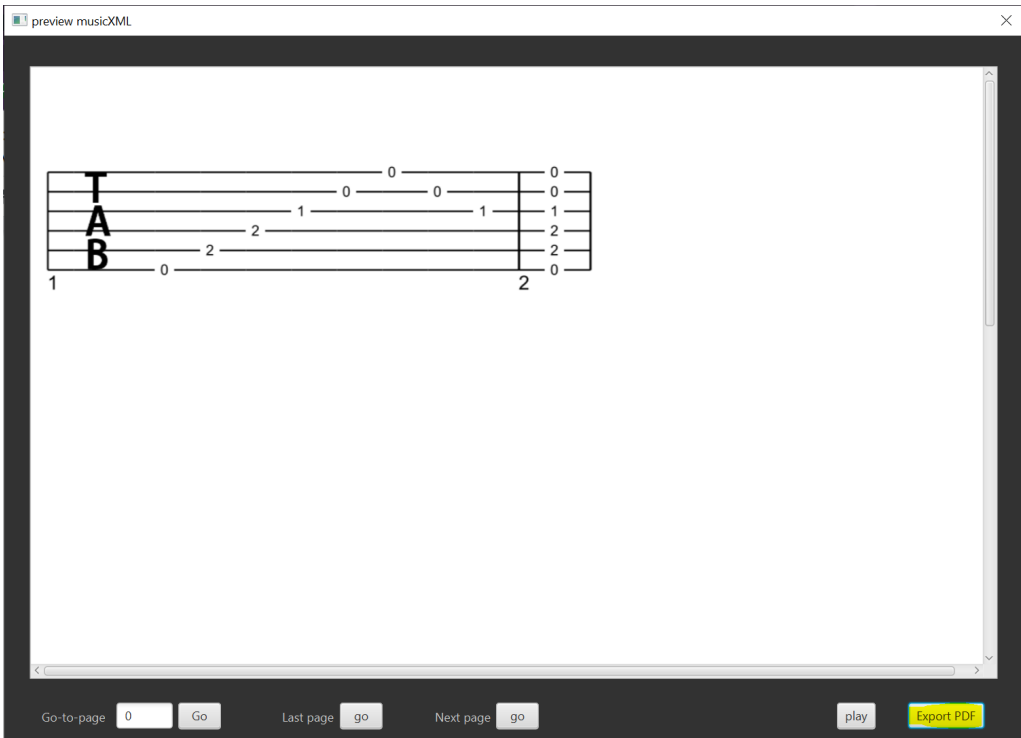 preview musicXML
T 0 0
0 0 0
A 1 1 1
2 2
B 2 2
0 0
1 2
Go-to-page 0 Go Last page go Next page go play Export PDF